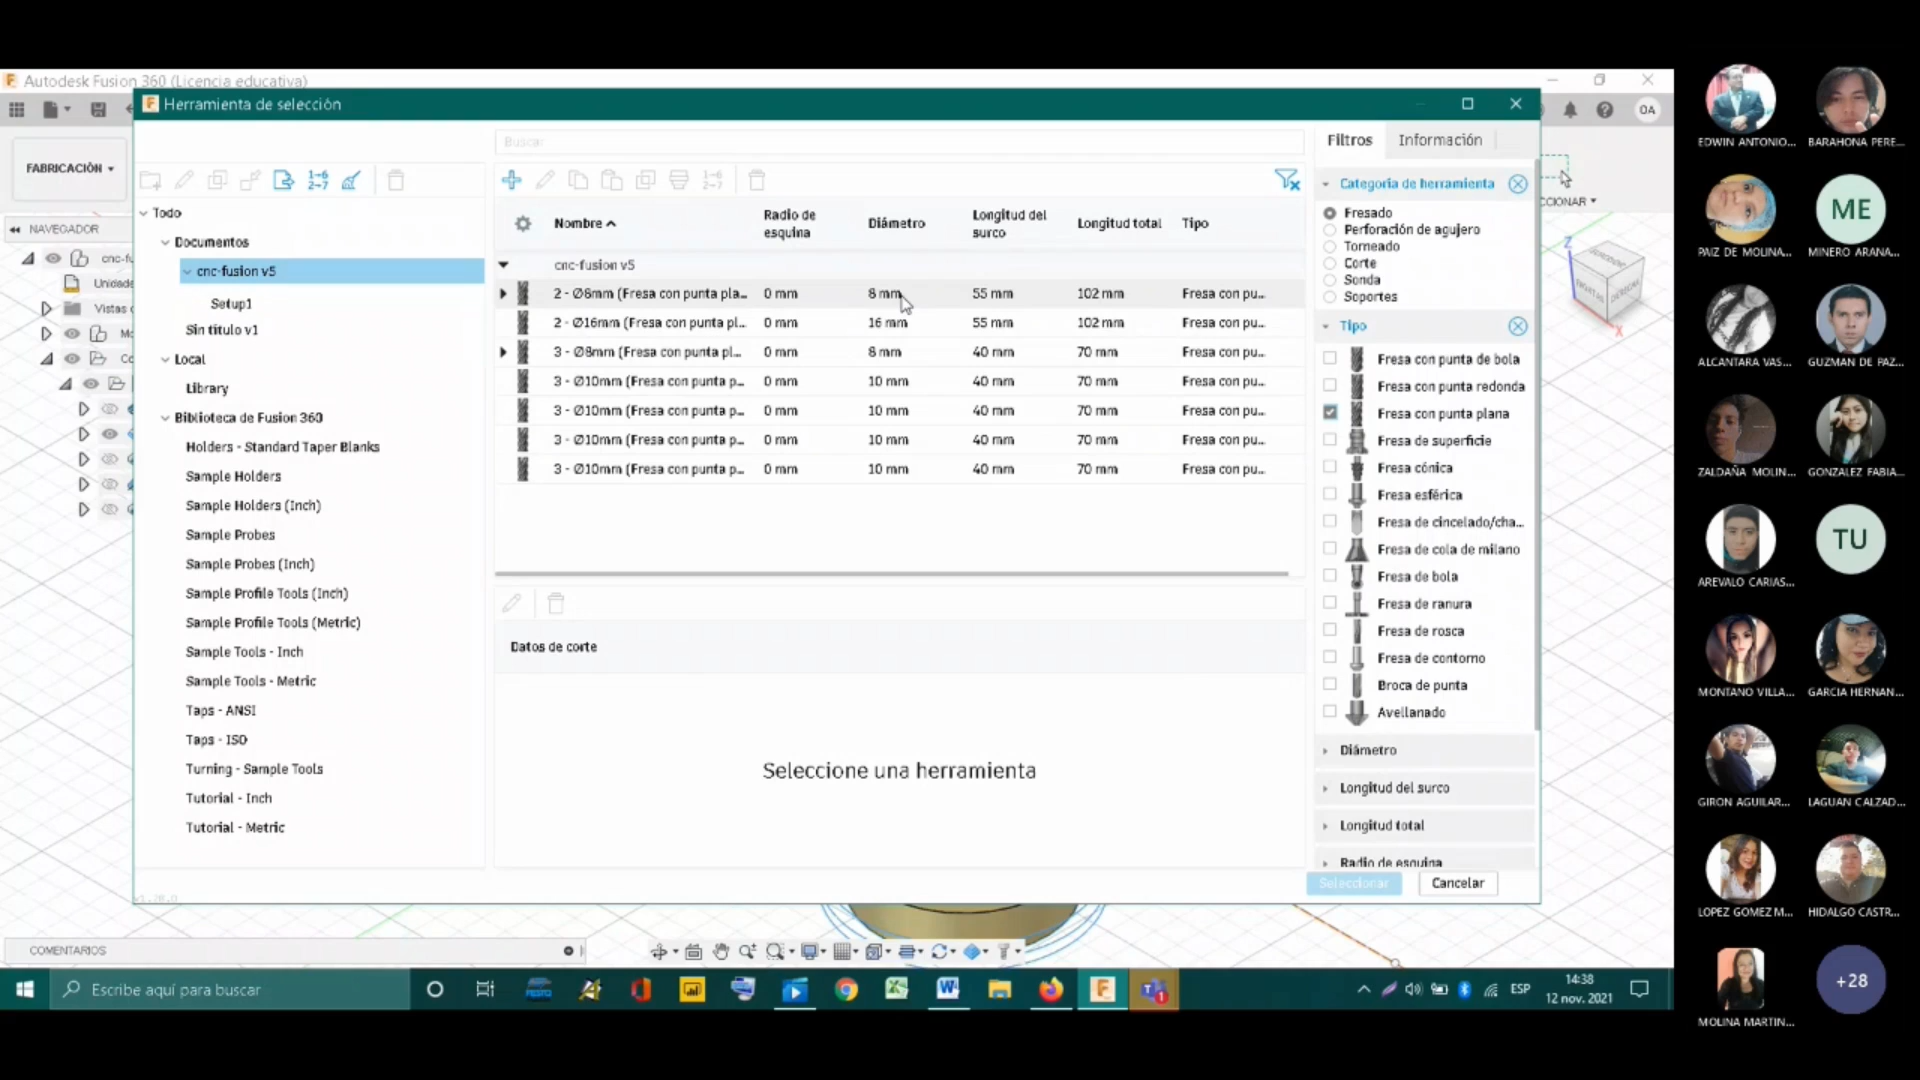 Autodesk Fusion 360 (Licencia educativa)
Herramienta de selección
OA
FABRICACIÓN
CCIONAR
NAVEGADOR
cnc-fu
Unidade
Vistas c
Mo
Co
Todo
Documentos
cnc-fusion v5
Setup1
Sin título v1
Local
Library
Biblioteca de Fusion 360
Holders - Standard Taper Blanks
Sample Holders
Sample Holders (Inch)
Sample Probes
Sample Probes (Inch)
Sample Profile Tools (Inch)
Sample Profile Tools (Metric)
Sample Tools - Inch
Sample Tools - Metric
Taps - ANSI
Taps - ISO
Turning - Sample Tools
Tutorial - Inch
Tutorial - Metric
Buscar
Nombre Radio de esquina Diámetro Longitud del surco Longitud total Tipo
cnc-fusion v5
2 - Ø8mm (Fresa con punta pla... 0 mm 8 mm 55 mm 102 mm Fresa con pu...
2 - Ø16mm (Fresa con punta pl... 0 mm 16 mm 55 mm 102 mm Fresa con pu...
3 - Ø8mm (Fresa con punta pl... 0 mm 8 mm 40 mm 70 mm Fresa con pu...
3 - Ø10mm (Fresa con punta p... 0 mm 10 mm 40 mm 70 mm Fresa con pu...
3 - Ø10mm (Fresa con punta p... 0 mm 10 mm 40 mm 70 mm Fresa con pu...
3 - Ø10mm (Fresa con punta p... 0 mm 10 mm 40 mm 70 mm Fresa con pu...
3 - Ø10mm (Fresa con punta p... 0 mm 10 mm 40 mm 70 mm Fresa con pu...
Datos de corte
Seleccione una herramienta
Filtros Información
Categoría de herramienta
Fresado
Perforación de agujero
Torneado
Corte
Sonda
Soportes
Tipo
Fresa con punta de bola
Fresa con punta redonda
Fresa con punta plana
Fresa de superficie
Fresa cónica
Fresa esférica
Fresa de cincelado/cha...
Fresa de cola de milano
Fresa de bola
Fresa de ranura
Fresa de rosca
Fresa de contorno
Broca de punta
Avellanado
Diámetro
Longitud del surco
Longitud total
Radio de esquina
Seleccionar Cancelar
Z
X
COMENTARIOS
Escribe aquí para buscar
ESP
14:38
12 nov. 2021
EDWIN ANTONIO... BARAHONA PERE...
ME
PAIZ DE MOLINA... MINERO ARANA...
ALCANTARA VAS... GUZMAN DE PAZ...
ZALDAÑA MOLIN... GONZALEZ FABIA...
TU
AREVALO CARIAS...
MONTANO VILLA... GARCIA HERNAN...
GIRON AGUILAR... LAGUAN CALZAD...
LOPEZ GOMEZ M... HIDALGO CASTR...
+28
MOLINA MARTIN...